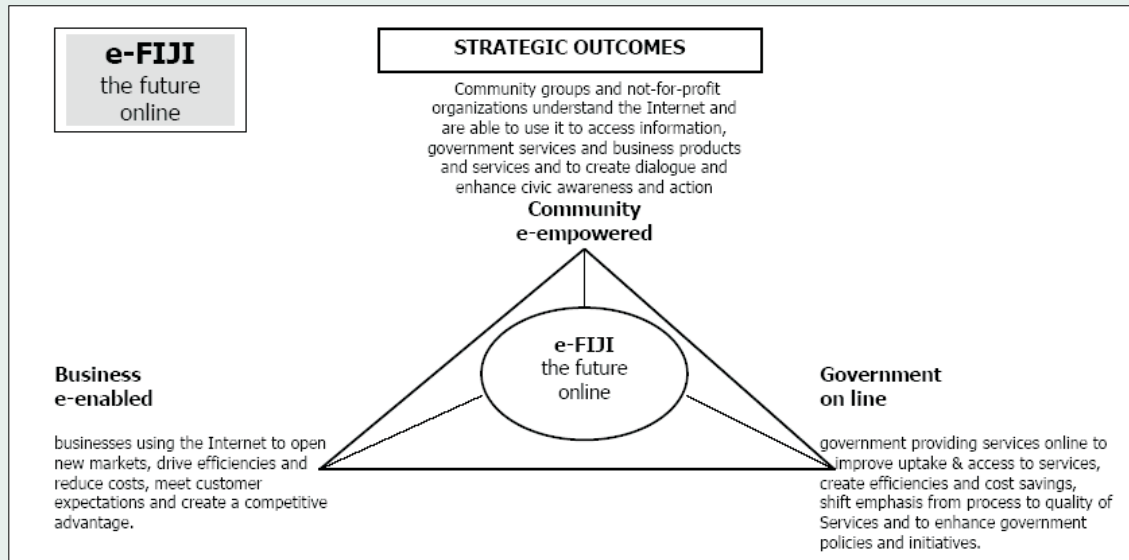 e-FIJI
the future
online
STRATEGIC OUTCOMES
Community groups and not-for-profit
organizations understand the Internet and
are able to use it to access information,
government services and business products
and services and to create dialogue and
enhance civic awareness and action
Community
e-empowered
e-FIJI
the future
online
Business
e-enabled
businesses using the Internet to open
new markets, drive efficiencies and
reduce costs, meet customer
expectations and create a competitive
advantage.
Government
on line
government providing services online to
improve uptake & access to services,
create efficiencies and cost savings,
shift emphasis from process to quality of
Services and to enhance government
policies and initiatives.